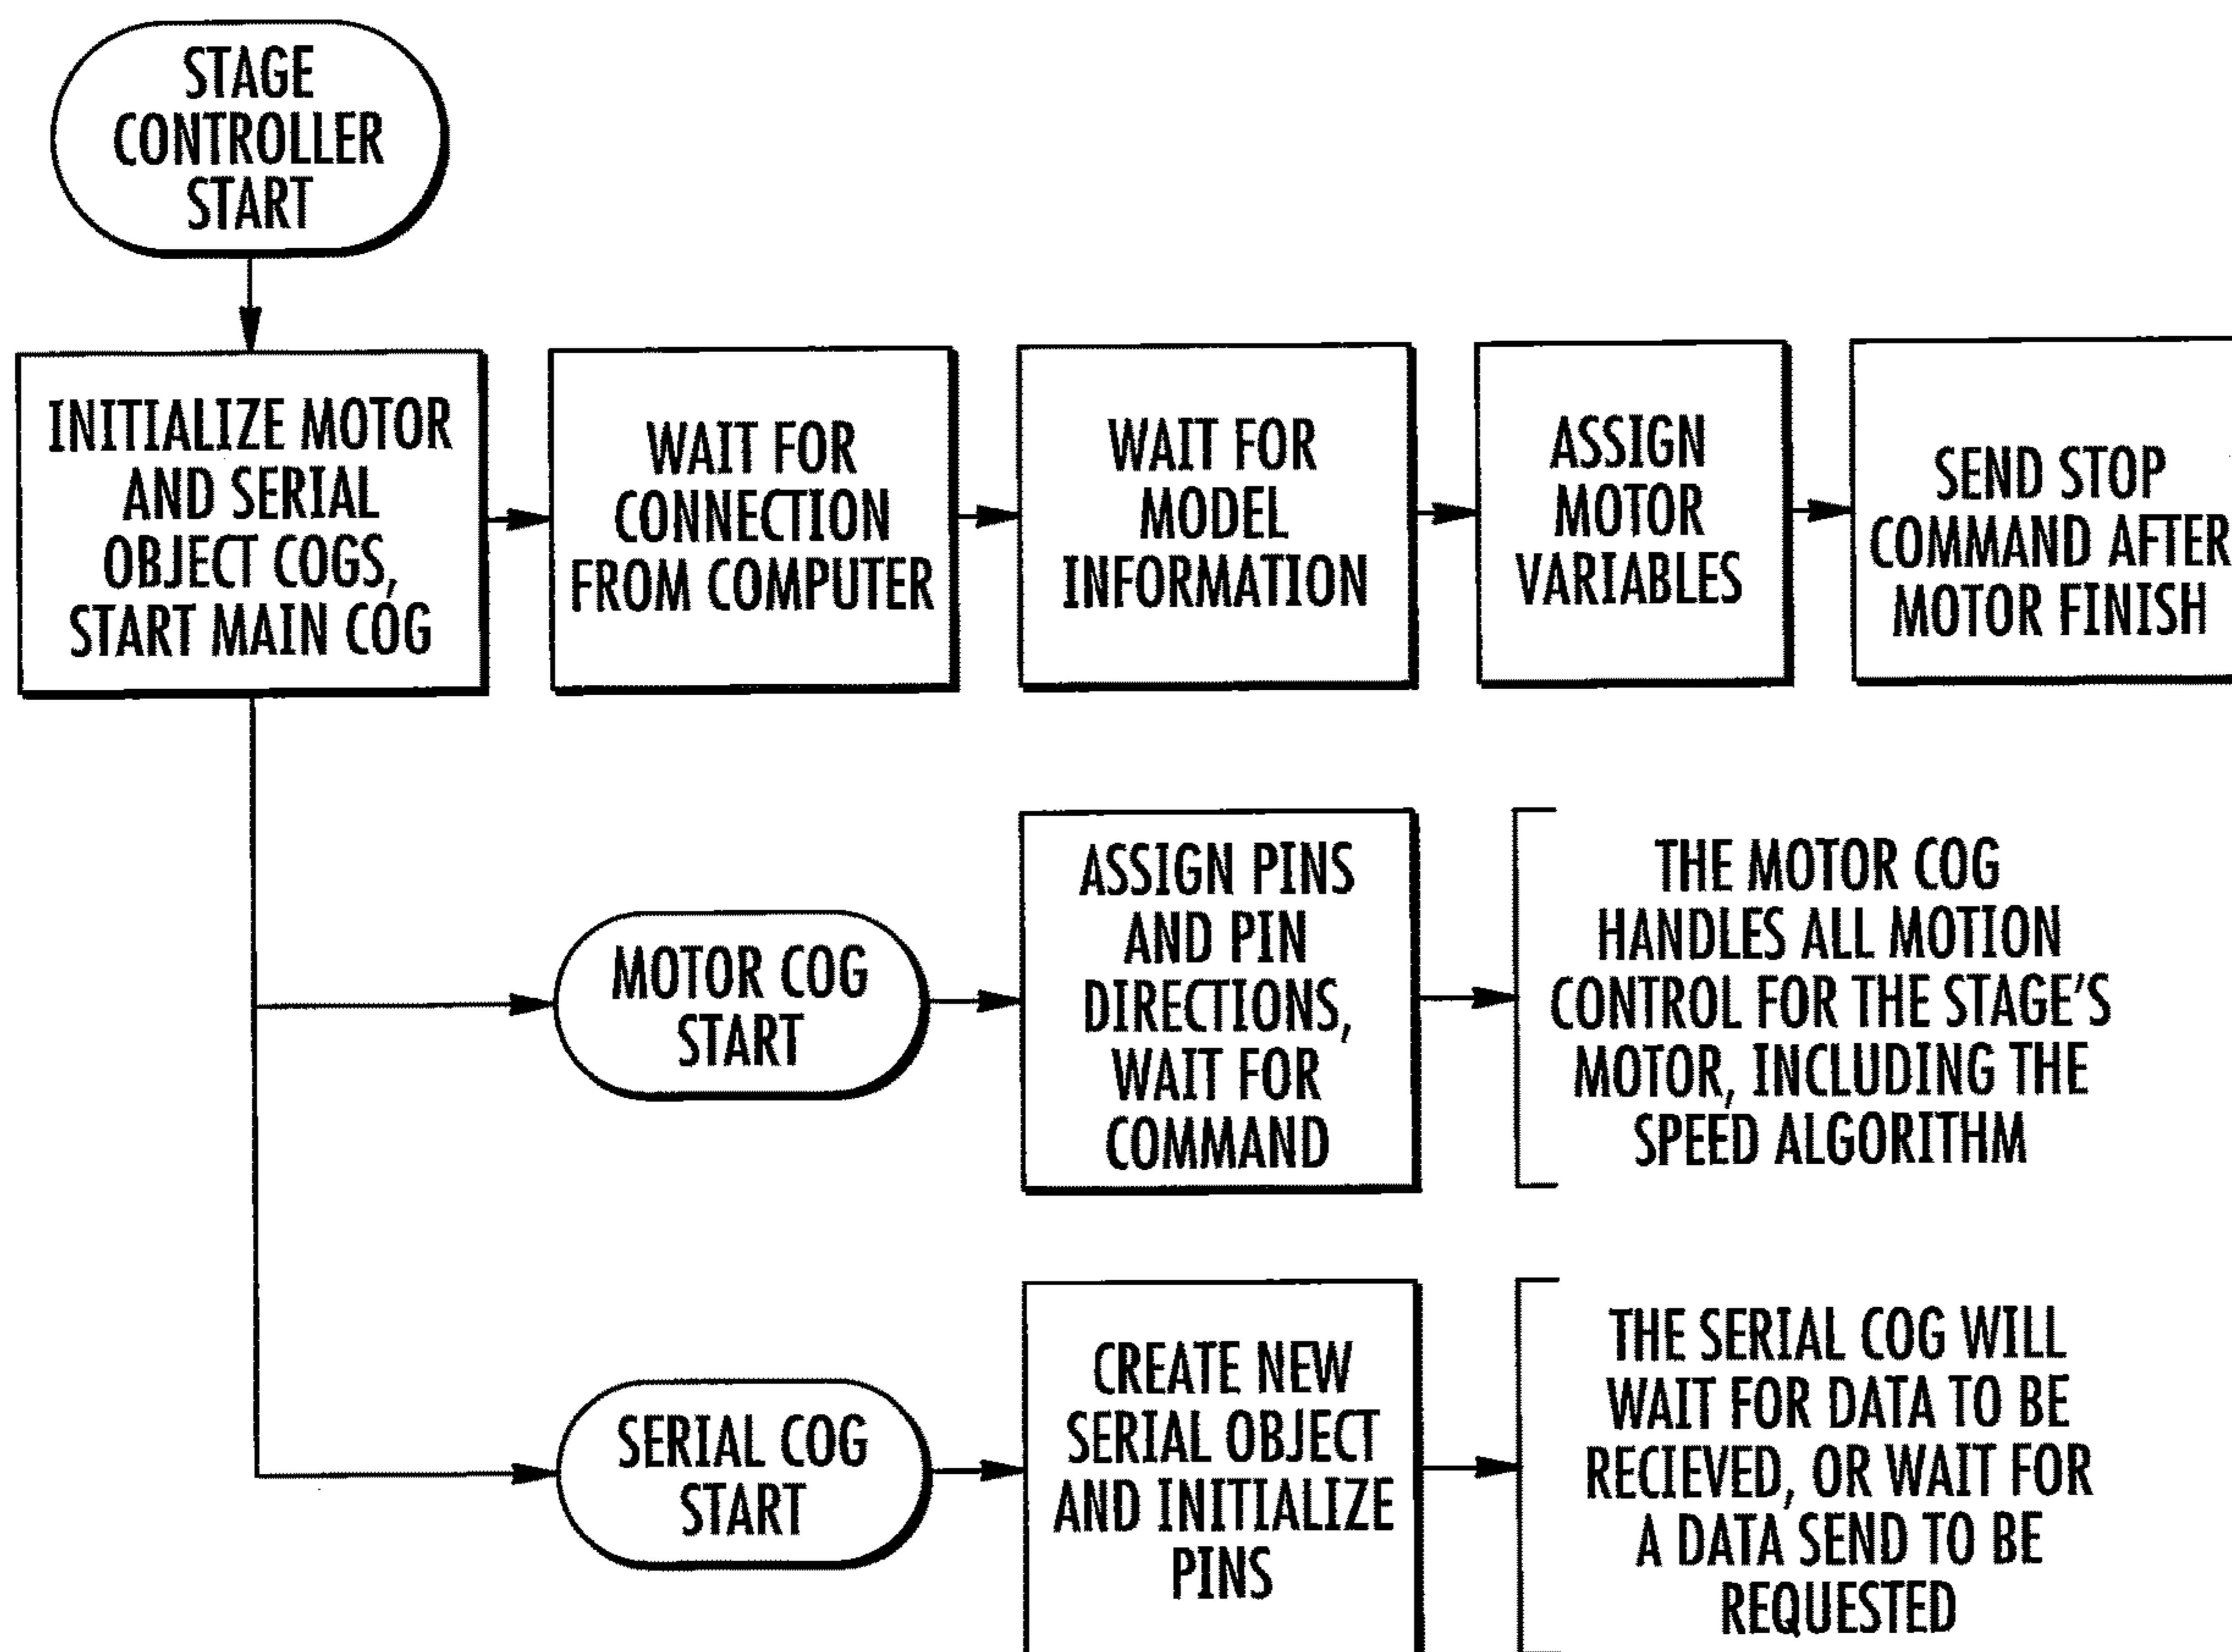 STAGE
CONTROLLER
START
INITIALIZE MOTOR
AND SERIAL
OBJECT COGS,
START MAIN COG
WAIT FOR
CONNECTION
FROM COMPUTER
WAIT FOR
MODEL
INFORMATION
ASSIGN
MOTOR
VARIABLES
SEND STOP
COMMAND AFTER
MOTOR FINISH
MOTOR COG
START
ASSIGN PINS
AND PIN
DIRECTIONS,
WAIT FOR
COMMAND
THE MOTOR COG
HANDLES ALL MOTION
CONTROL FOR THE STAGE'S
MOTOR, INCLUDING THE
SPEED ALGORITHM
SERIAL COG
START
CREATE NEW
SERIAL OBJECT
AND INITIALIZE
PINS
THE SERIAL COG WILL
WAIT FOR DATA TO BE
RECIEVED, OR WAIT FOR
A DATA SEND TO BE
REQUESTED